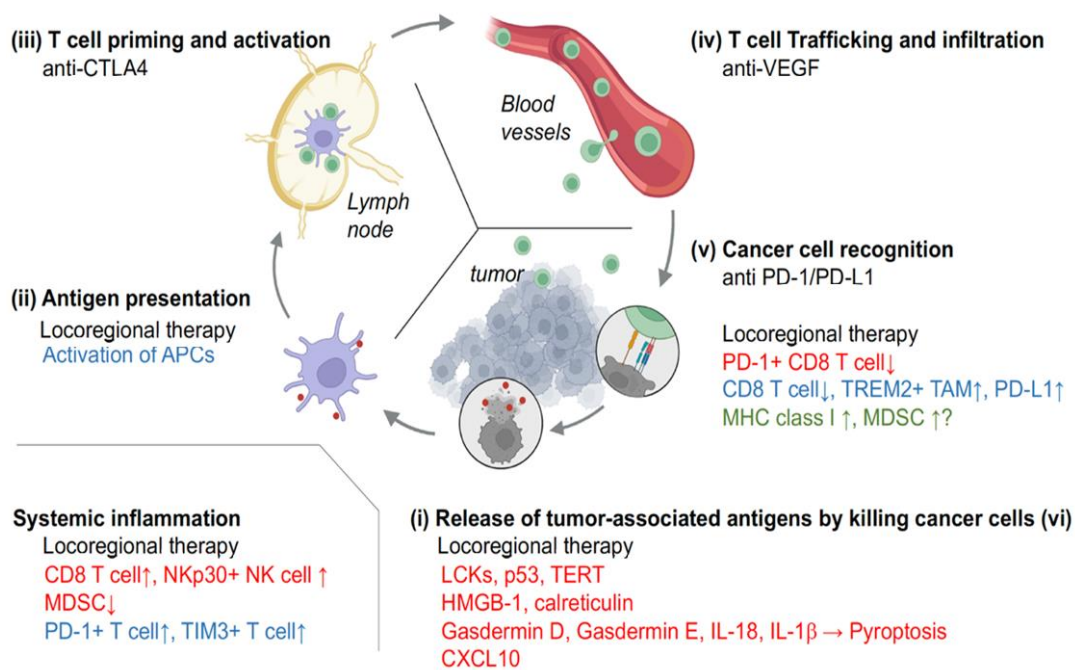 (iii) T cell priming and activation
anti-CTLA4
(iv) T cell Trafficking and infiltration
anti-VEGF
Blood
vessels
Lymph
node
(v) Cancer cell recognition
anti PD-1/PD-L1
Locoregional therapy
PD-1+ CD8 T cell↓
CD8 T cell↓, TREM2+ TAM↑, PD-L1↑
MHC class I ↑, MDSC ↑?
tumor
(ii) Antigen presentation
Locoregional therapy
Activation of APCs
Systemic inflammation
Locoregional therapy
CD8 T cell↑, NKp30+ NK cell ↑
MDSC↓
PD-1+ T cell↑, TIM3+ T cell↑
(i) Release of tumor-associated antigens by killing cancer cells (vi)
Locoregional therapy
LCKs, p53, TERT
HMGB-1, calreticulin
Gasdermin D, Gasdermin E, IL-18, IL-1β → Pyroptosis
CXCL10